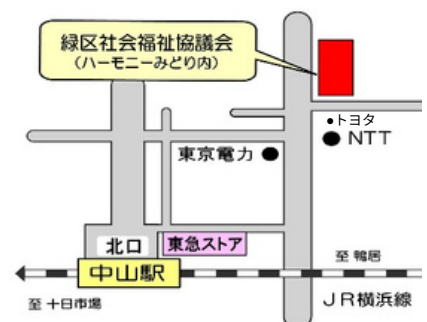 緑区社会福祉協議会
（ハーモニーみどり内）
●トヨタ
NTT
東京電力
北口
東急ストア
中山駅
至 鴨居
至 十日市場
JR横浜線